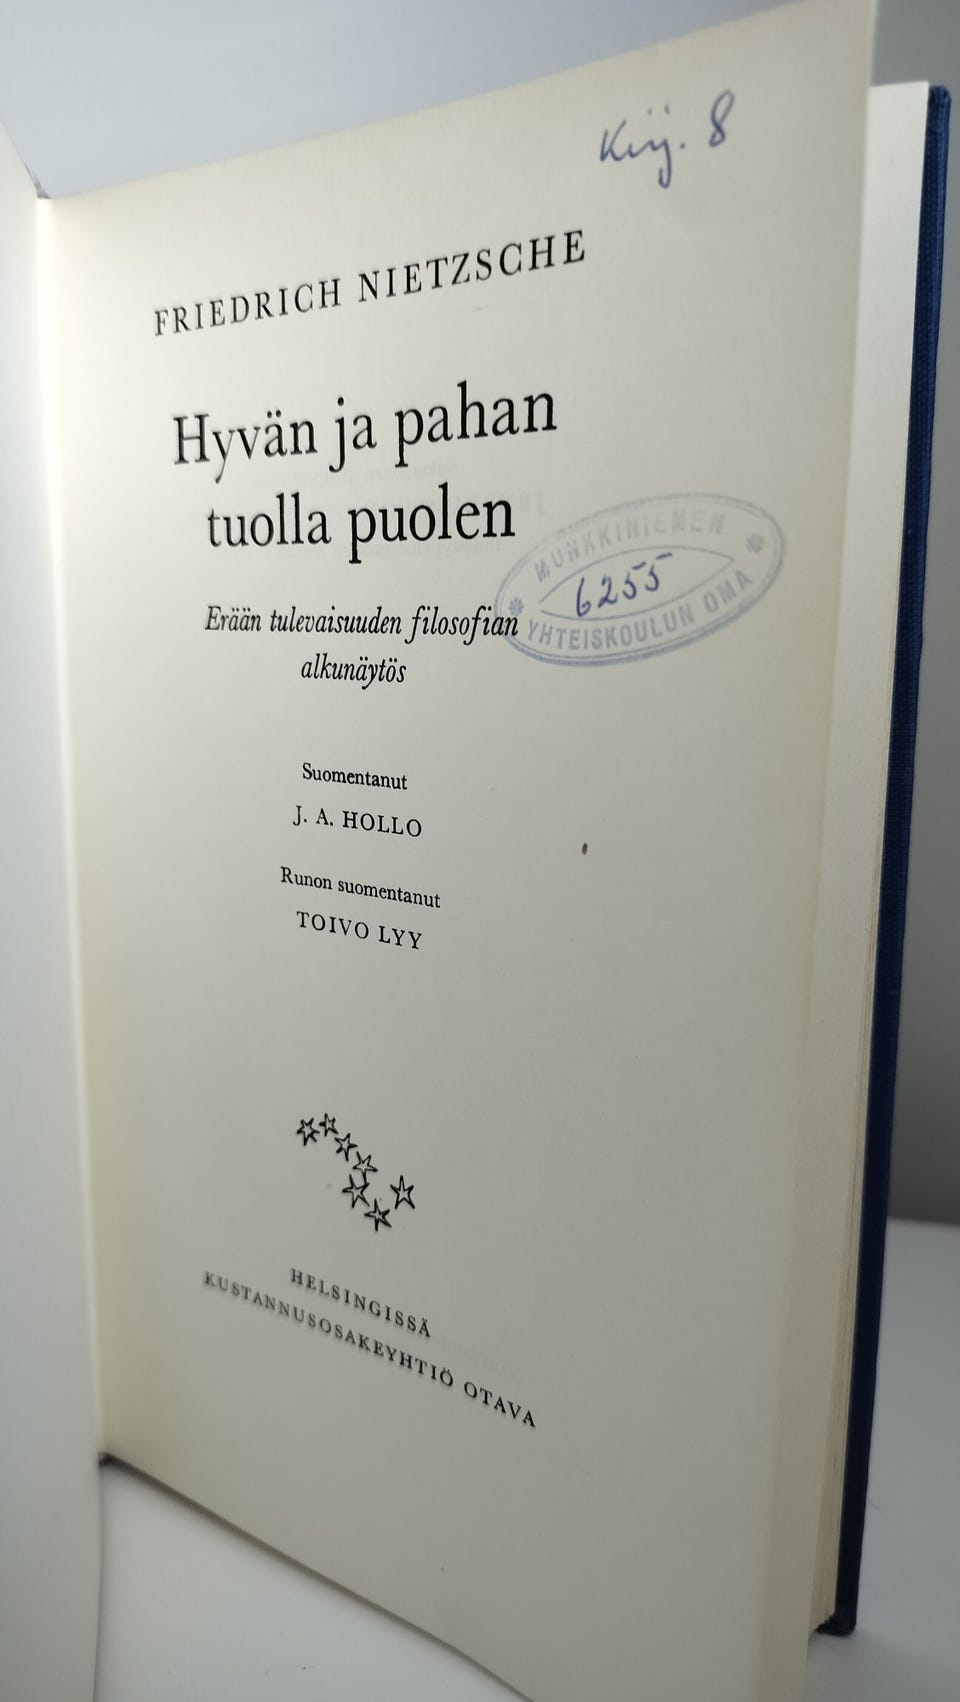 Kirj. 8
FRIEDRICH NIETZSCHE
Hyvän ja pahan
tuolla puolen
MUNKKINIEMEN
6255
YHTEISKOULUN OMA
Erään tulevaisuuden filosofian
alkunäytös
Suomentanut
J. A. HOLLO
Runon suomentanut
TOIVO LYY
HELSINGISSÄ
KUSTANNUSOSAKEYHTIÖ OTAVA